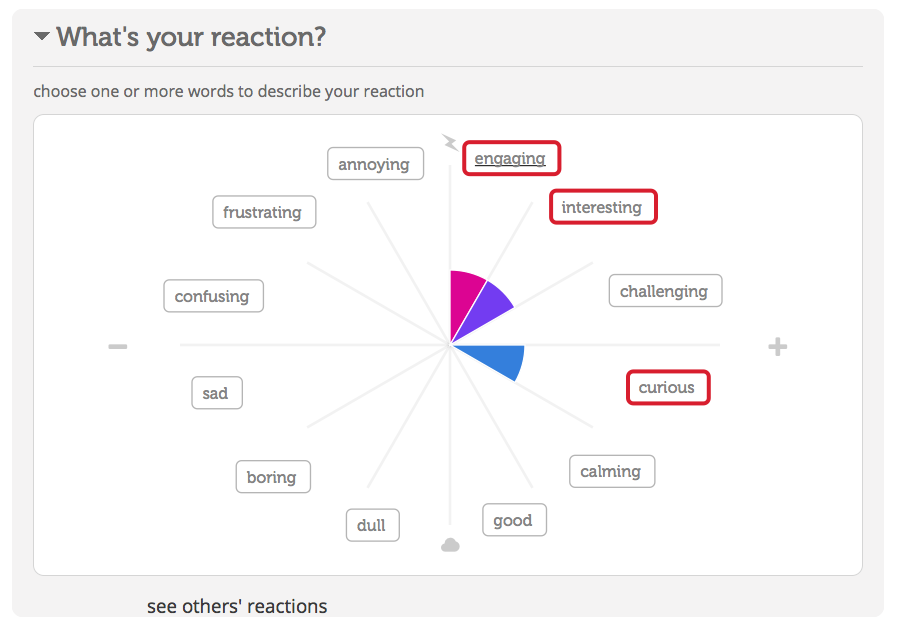 What's your reaction?
choose one or more words to describe your reaction
annoying
engaging
frustrating
interesting
confusing
challenging
sad
curious
boring
calming
dull
good
see others' reactions